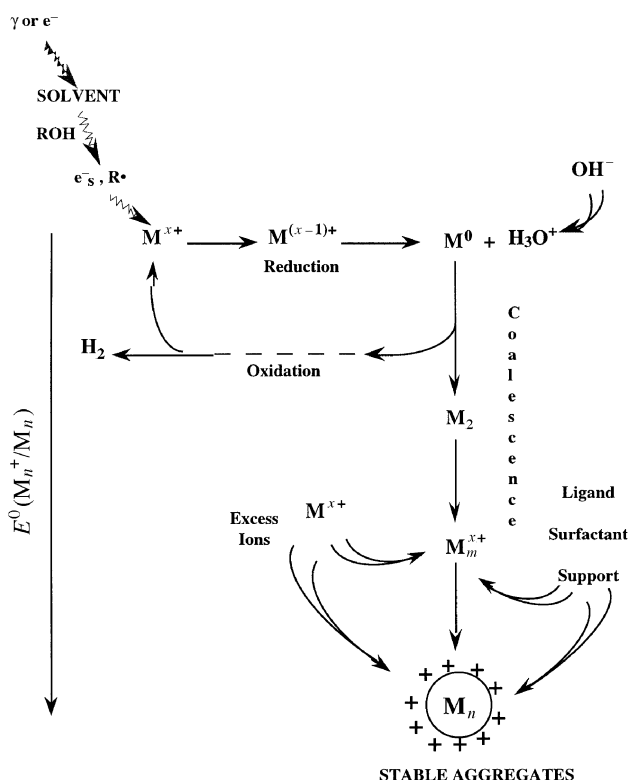 γ or e⁻
SOLVENT
ROH
e⁻s , R•
OH⁻
Mˣ⁺
M⁽ˣ⁻¹⁾⁺
M⁰ + H3O⁺
Reduction
Coalescence
H₂
Oxidation
M₂
E⁰(Mₙ⁺/Mₙ)
Ligand
Excess
Ions
Mˣ⁺
Surfactant
Mₘˣ⁺
Support
+ + + + + + + + + + + +
Mₙ
STABLE AGGREGATES